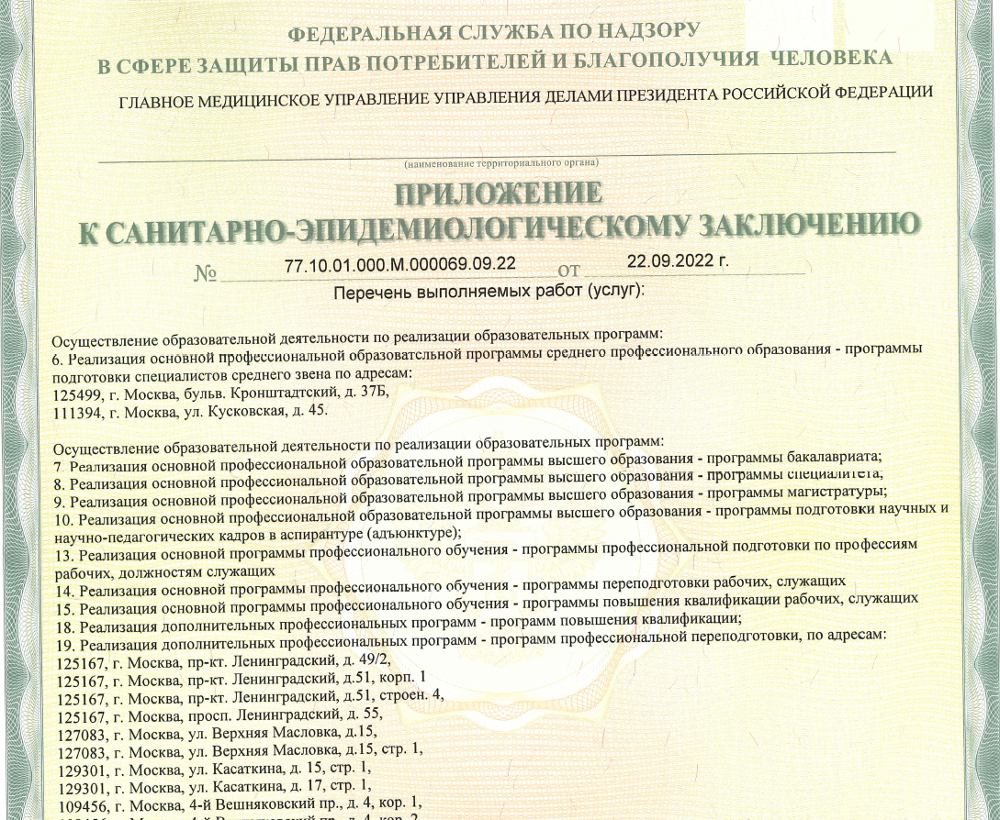 ФЕДЕРАЛЬНАЯ СЛУЖБА ПО НАДЗОРУ
В СФЕРЕ ЗАЩИТЫ ПРАВ ПОТРЕБИТЕЛЕЙ И БЛАГОПОЛУЧИЯ ЧЕЛОВЕКА
ГЛАВНОЕ МЕДИЦИНСКОЕ УПРАВЛЕНИЕ УПРАВЛЕНИЯ ДЕЛАМИ ПРЕЗИДЕНТА РОССИЙСКОЙ ФЕДЕРАЦИИ
(наименование территориального органа)
ПРИЛОЖЕНИЕ
К САНИТАРНО-ЭПИДЕМИОЛОГИЧЕСКОМУ ЗАКЛЮЧЕНИЮ
№ 77.10.01.000.М.000069.09.22 от 22.09.2022 г.
Перечень выполняемых работ (услуг):
Осуществление образовательной деятельности по реализации образовательных программ:
6. Реализация основной профессиональной образовательной программы среднего профессионального образования - программы
подготовки специалистов среднего звена по адресам:
125499, г. Москва, бульв. Кронштадтский, д. 37Б,
111394, г. Москва, ул. Кусковская, д. 45.
Осуществление образовательной деятельности по реализации образовательных программ:
7. Реализация основной профессиональной образовательной программы высшего образования - программы бакалавриата;
8. Реализация основной профессиональной образовательной программы высшего образования - программы специалитета;
9. Реализация основной профессиональной образовательной программы высшего образования - программы магистратуры;
10. Реализация основной профессиональной образовательной программы высшего образования - программы подготовки научных и
научно-педагогических кадров в аспирантуре (адъюнктуре);
13. Реализация основной программы профессионального обучения - программы профессиональной подготовки по профессиям
рабочих, должностям служащих
14. Реализация основной программы профессионального обучения - программы переподготовки рабочих, служащих
15. Реализация основной программы профессионального обучения - программы повышения квалификации рабочих, служащих
18. Реализация дополнительных профессиональных программ - программ повышения квалификации;
19. Реализация дополнительных профессиональных программ - программ профессиональной переподготовки, по адресам:
125167, г. Москва, пр-кт. Ленинградский, д. 49/2,
125167, г. Москва, пр-кт. Ленинградский, д.51, корп. 1
125167, г. Москва, пр-кт. Ленинградский, д.51, строен. 4,
125167, г. Москва, просп. Ленинградский, д. 55,
127083, г. Москва, ул. Верхняя Масловка, д.15,
127083, г. Москва, ул. Верхняя Масловка, д.15, стр. 1,
129301, г. Москва, ул. Касаткина, д. 15, стр. 1,
129301, г. Москва, ул. Касаткина, д. 17, стр. 1,
109456, г. Москва, 4-й Вешняковский пр., д. 4, кор. 1,